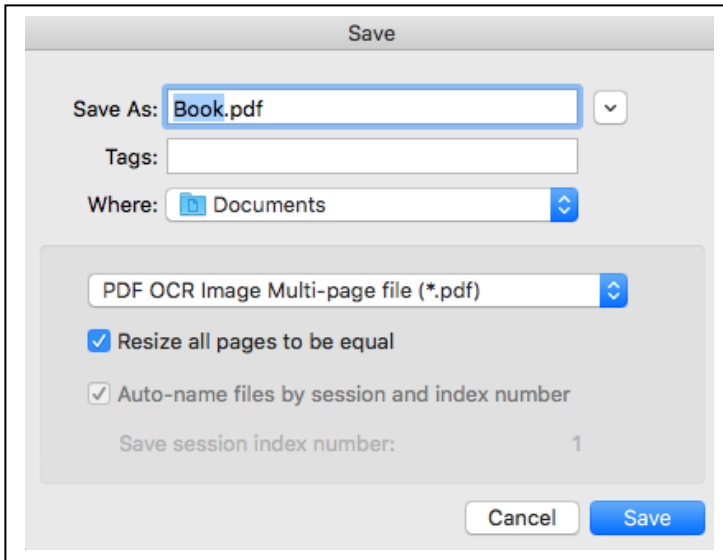 Save
Save As: Book.pdf
Tags:
Where: Documents
PDF OCR Image Multi-page file (*.pdf)
Resize all pages to be equal
Auto-name files by session and index number
Save session index number: 1
Cancel Save